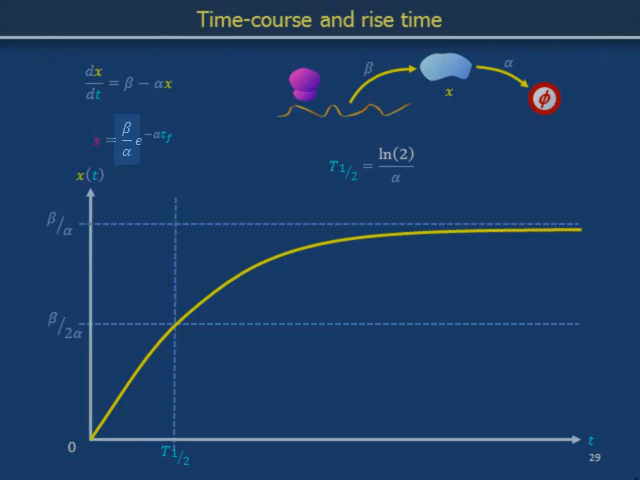 Time-course and rise time
dx/dt = β − αx
β
α
x
ϕ
ε = β/α e^−αt_f
T1/2 = ln(2)/α
x(t)
β/α
β/2α
0
T1/2
t
29